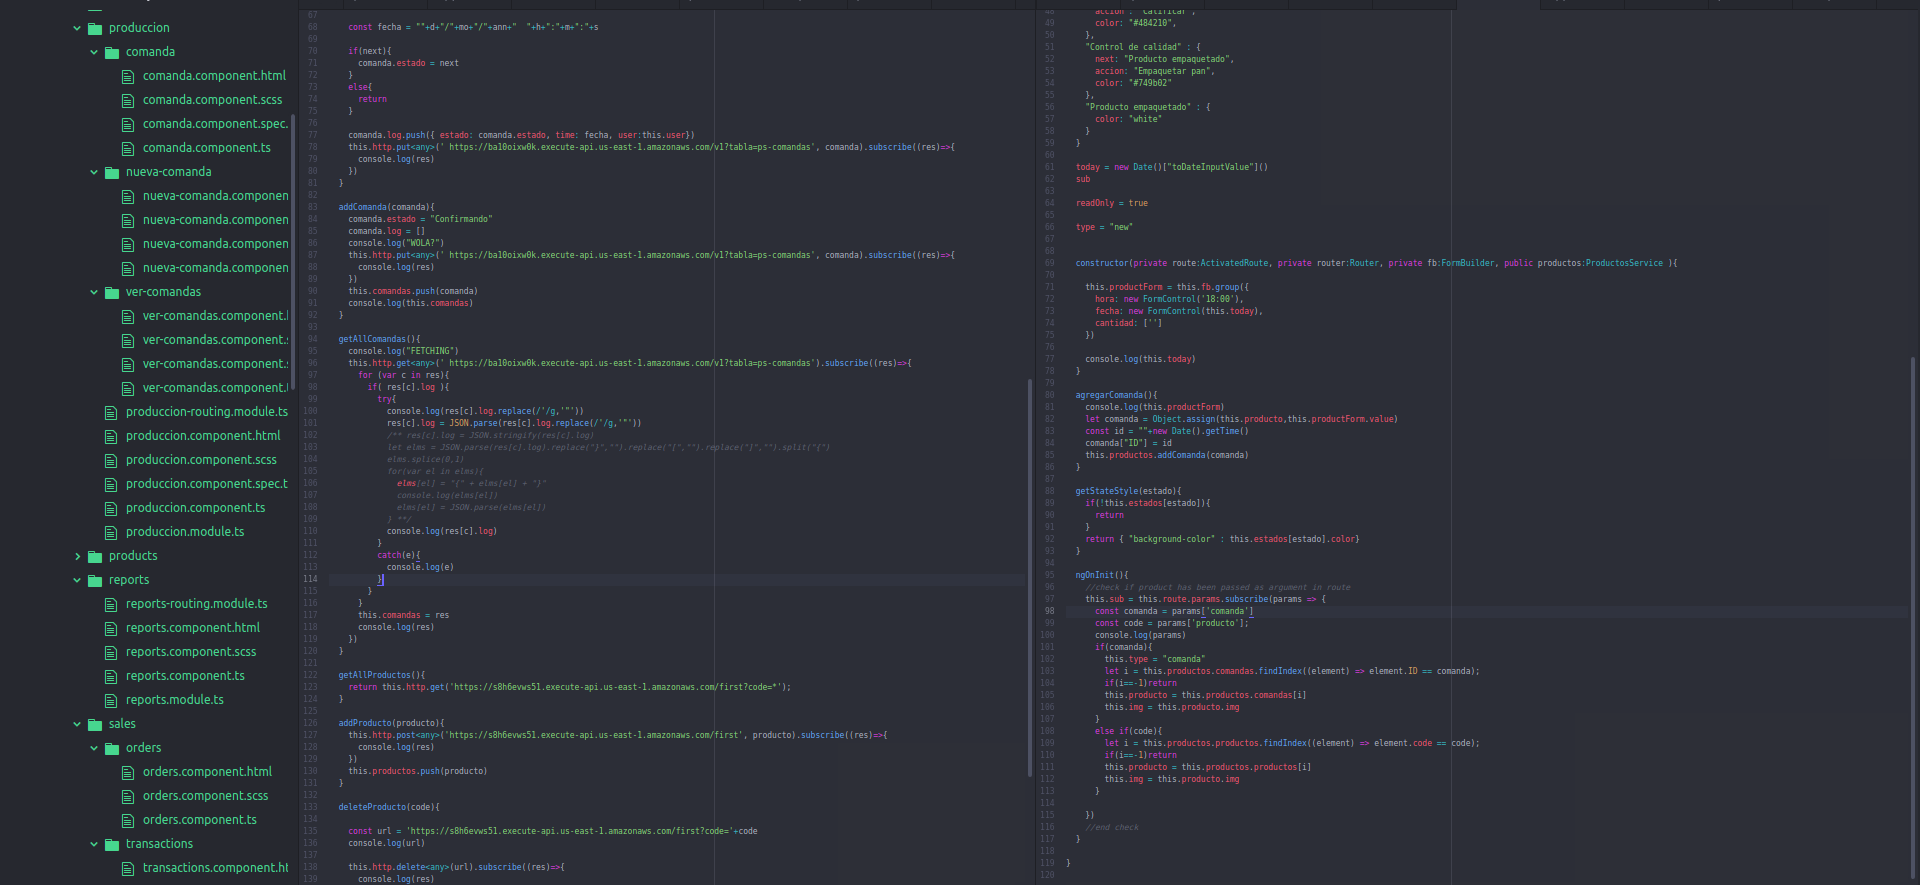 produccion
comanda
comanda.component.html
comanda.component.scss
comanda.component.spec.
comanda.component.ts
nueva-comanda
nueva-comanda.componen
nueva-comanda.componen
nueva-comanda.componen
nueva-comanda.componen
ver-comandas
ver-comandas.component.
ver-comandas.component.
ver-comandas.component.
ver-comandas.component.
produccion-routing.module.ts
produccion.component.html
produccion.component.scss
produccion.component.spec.t
produccion.component.ts
produccion.module.ts
products
reports
reports-routing.module.ts
reports.component.html
reports.component.scss
reports.component.ts
reports.module.ts
sales
orders
orders.component.html
orders.component.scss
orders.component.ts
transactions
transactions.component.ht
67
68 const fecha = ""+d+"/"+mo+"/"+ann+"  "+h+":"+m+":"+s
69
70 if(next){
71 comanda.estado = next
72 }
73 else{
74 return
75 }
76
77 comanda.log.push({ estado: comanda.estado, time: fecha, user:this.user})
78 this.http.put<any>(' https://ba10oixw0k.execute-api.us-east-1.amazonaws.com/v1?tabla=ps-comandas', comanda).subscribe((res)=>{
79 console.log(res)
80 })
81 }
82
83 addComanda(comanda){
84 comanda.estado = "Confirmando"
85 comanda.log = []
86 console.log("WOLA?")
87 this.http.put<any>(' https://ba10oixw0k.execute-api.us-east-1.amazonaws.com/v1?tabla=ps-comandas', comanda).subscribe((res)=>{
88 console.log(res)
89 })
90 this.comandas.push(comanda)
91 console.log(this.comandas)
92 }
93
94 getAllComandas(){
95 console.log("FETCHING")
96 this.http.get<any>(' https://ba10oixw0k.execute-api.us-east-1.amazonaws.com/v1?tabla=ps-comandas').subscribe((res)=>{
97 for (var c in res){
98 if( res[c].log ){
99 try{
100 console.log(res[c].log.replace(/'/g,'"'))
101 res[c].log = JSON.parse(res[c].log.replace(/'/g,'"'))
102 /** res[c].log = JSON.stringify(res[c].log)
103 let elms = JSON.parse(res[c].log).replace("}","").replace("[","").replace("]","").split("{")
104 elms.splice(0,1)
105 for(var el in elms){
106 elms[el] = "{" + elms[el] + "}"
107 console.log(elms[el])
108 elms[el] = JSON.parse(elms[el])
109 } **/
110 console.log(res[c].log)
111 }
112 catch(e){
113 console.log(e)
114 }
115 }
116 }
117 this.comandas = res
118 console.log(res)
119 })
120 }
121
122 getAllProductos(){
123 return this.http.get('https://s8h6evws51.execute-api.us-east-1.amazonaws.com/first?code=*');
124 }
125
126 addProducto(producto){
127 this.http.post<any>('https://s8h6evws51.execute-api.us-east-1.amazonaws.com/first', producto).subscribe((res)=>{
128 console.log(res)
129 })
130 this.productos.push(producto)
131 }
132
133 deleteProducto(code){
134
135 const url = 'https://s8h6evws51.execute-api.us-east-1.amazonaws.com/first?code='+code
136 console.log(url)
137
138 this.http.delete<any>(url).subscribe((res)=>{
139 console.log(res)
48 accion : "Calificar",
49 color: "#484210",
50 },
51 "Control de calidad" : {
52 next: "Producto empaquetado",
53 accion: "Empaquetar pan",
54 color: "#749b02"
55 },
56 "Producto empaquetado" : {
57 color: "white"
58 }
59 }
60
61 today = new Date()["toDateInputValue"]()
62 sub
63
64 readOnly = true
65
66 type = "new"
67
68
69 constructor(private route:ActivatedRoute, private router:Router, private fb:FormBuilder, public productos:ProductosService ){
70
71 this.productForm = this.fb.group({
72 hora: new FormControl('18:00'),
73 fecha: new FormControl(this.today),
74 cantidad: ['']
75 })
76
77 console.log(this.today)
78 }
79
80 agregarComanda(){
81 console.log(this.productForm)
82 let comanda = Object.assign(this.producto,this.productForm.value)
83 const id = ""+new Date().getTime()
84 comanda["ID"] = id
85 this.productos.addComanda(comanda)
86 }
87
88 getStateStyle(estado){
89 if(!this.estados[estado]){
90 return
91 }
92 return { "background-color" : this.estados[estado].color}
93 }
94
95 ngOnInit(){
96 //check if product has been passed as argument in route
97 this.sub = this.route.params.subscribe(params => {
98 const comanda = params['comanda']
99 const code = params['producto'];
100 console.log(params)
101 if(comanda){
102 this.type = "comanda"
103 let i = this.productos.comandas.findIndex((element) => element.ID == comanda);
104 if(i==-1)return
105 this.producto = this.productos.comandas[i]
106 this.img = this.producto.img
107 }
108 else if(code){
109 let i = this.productos.productos.findIndex((element) => element.code == code);
110 if(i==-1)return
111 this.producto = this.productos.productos[i]
112 this.img = this.producto.img
113 }
114
115 })
116 //end check
117 }
118
119 }
120